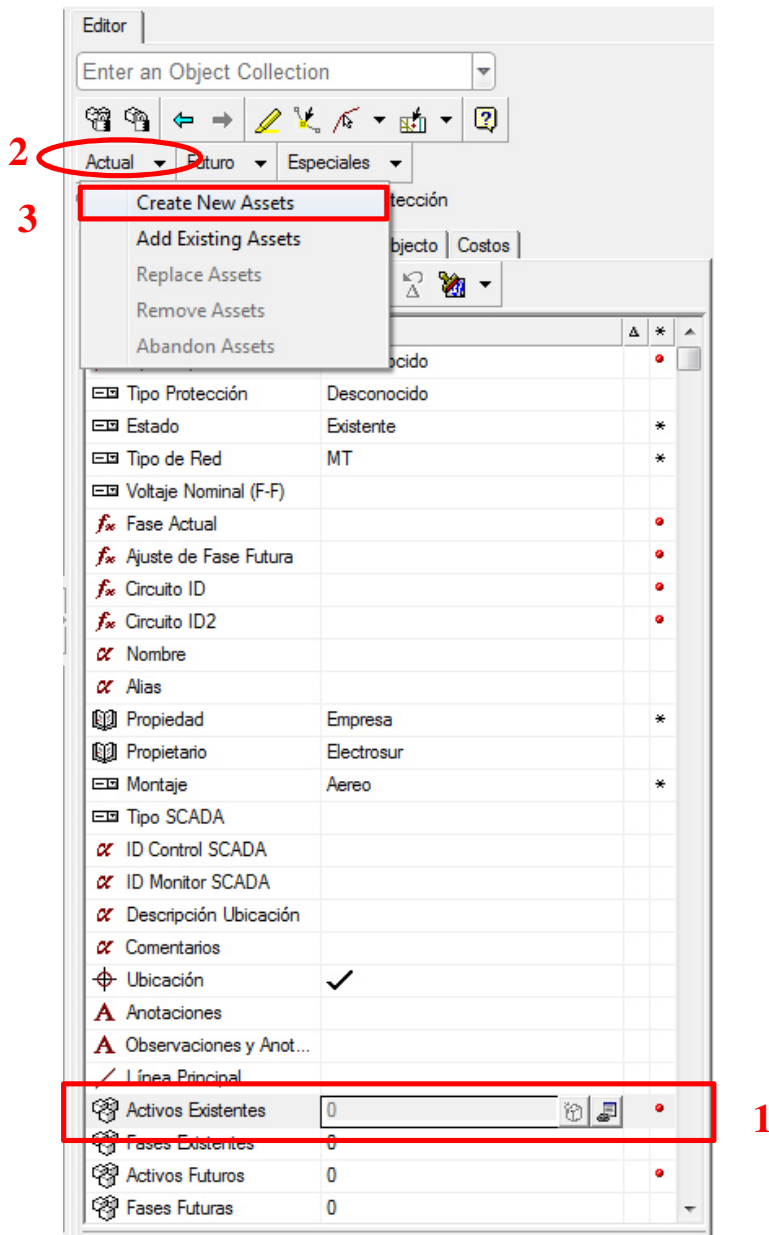 Editor
Enter an Object Collection
2
Actual Futuro Especiales
3
Create New Assets tección
Add Existing Assets bjecto Costos
Replace Assets
Remove Assets
Abandon Assets
Δ *
ocido
Tipo Protección Desconocido
Estado Existente *
Tipo de Red MT *
Voltaje Nominal (F-F)
Fase Actual
Ajuste de Fase Futura
Circuito ID
Circuito ID2
Nombre
Alias
Propiedad Empresa *
Propietario Electrosur
Montaje Aereo *
Tipo SCADA
ID Control SCADA
ID Monitor SCADA
Descripción Ubicación
Comentarios
Ubicación
Anotaciones
Observaciones y Anot...
Línea Principal
Activos Existentes 0
1
Fases Existentes 0
Activos Futuros 0
Fases Futuras 0